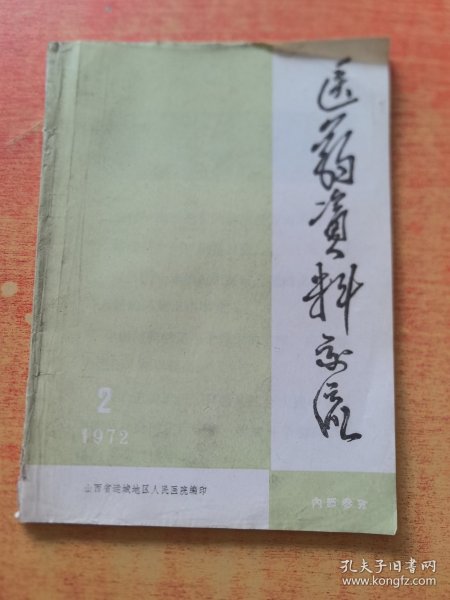 医药资料交流
2
1972
山西省运城地区人民医院编印
内部参考
孔夫子旧书网
www.kongfz.com